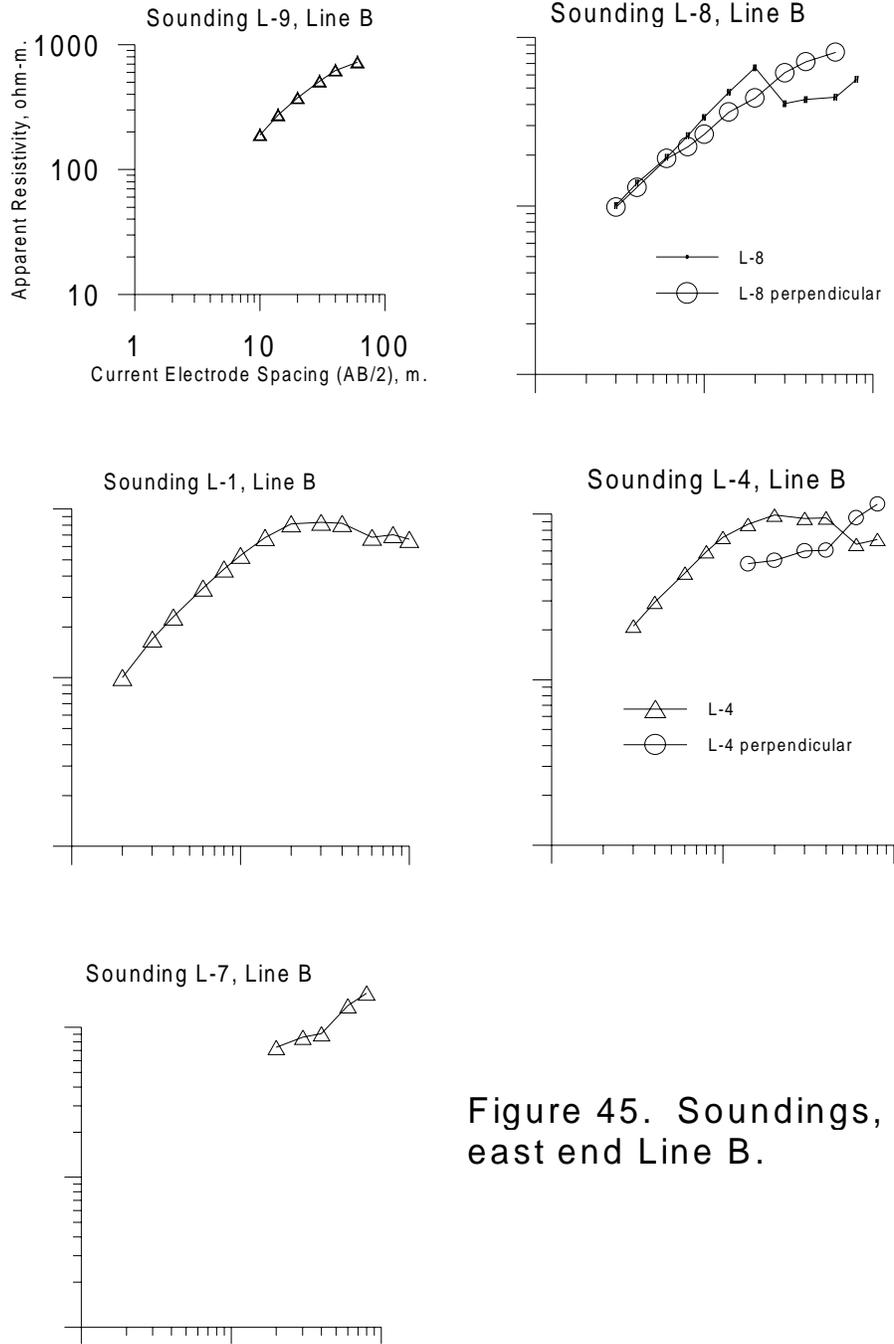 Sounding L-9, Line B
Apparent Resistivity, ohm-m.
1000
100
10
1 10 100
Current Electrode Spacing (AB/2), m.
Sounding L-8, Line B
L-8
L-8 perpendicular
Sounding L-1, Line B
Sounding L-4, Line B
L-4
L-4 perpendicular
Sounding L-7, Line B
Figure 45. Soundings,
east end Line B.